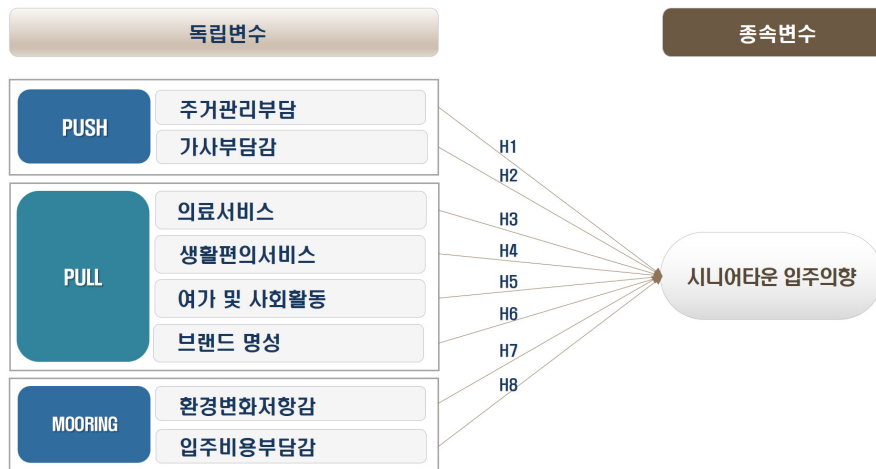 독립변수
종속변수
PUSH
주거관리부담
가사부담감
PULL
의료서비스
생활편의서비스
여가 및 사회활동
브랜드 명성
MOORING
환경변화저항감
입주비용부담감
H1
H2
H3
H4
H5
H6
H7
H8
시니어타운 입주의향